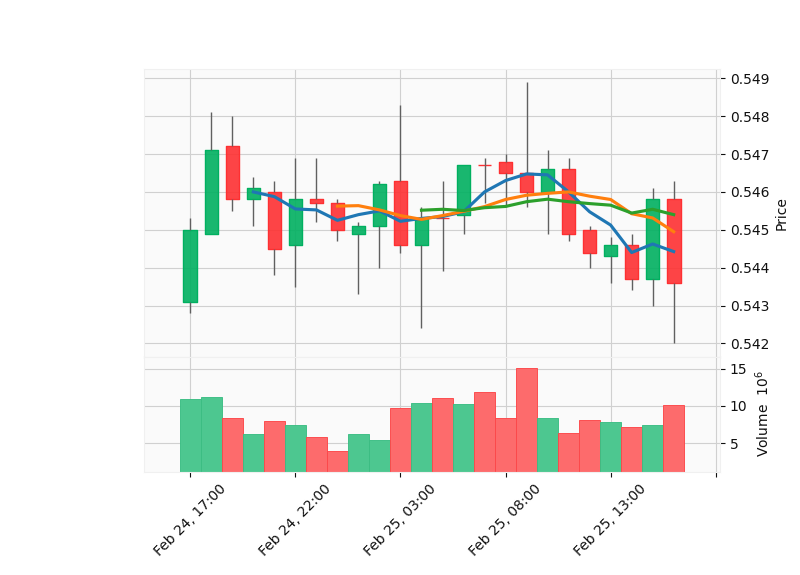 0.549
0.548
0.547
0.546
0.545
0.544
0.543
0.542
Price
15
10
5
Volume 10⁶
Feb 24, 17:00
Feb 24, 22:00
Feb 25, 03:00
Feb 25, 08:00
Feb 25, 13:00